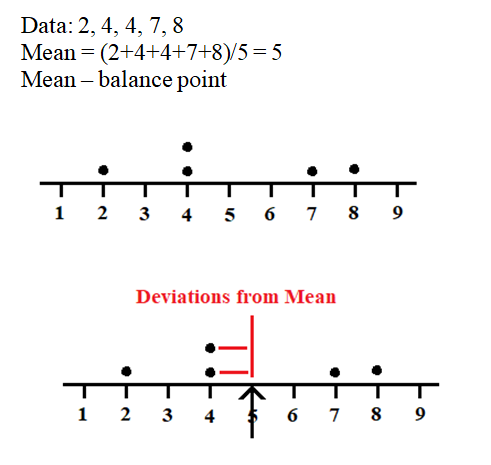 Data: 2, 4, 4, 7, 8
Mean = (2+4+4+7+8)/5 = 5
Mean – balance point
1 2 3 4 5 6 7 8 9
Deviations from Mean
1 2 3 4 5 6 7 8 9